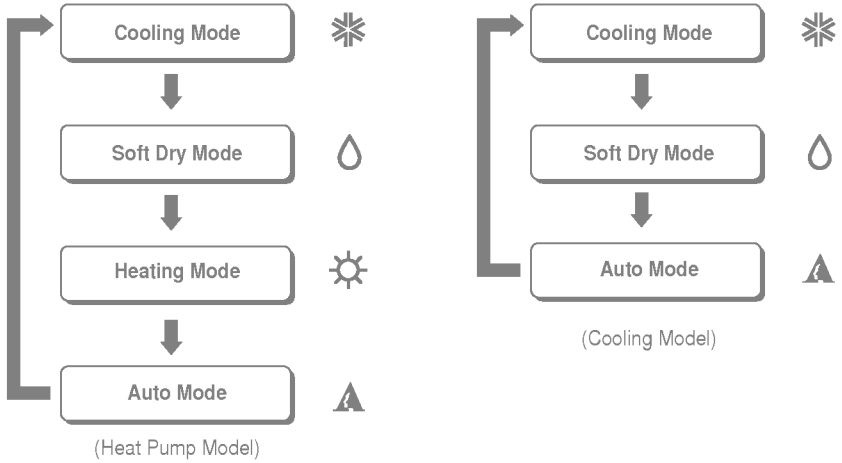 Cooling Mode
Soft Dry Mode
Heating Mode
Auto Mode
(Heat Pump Model)
Cooling Mode
Soft Dry Mode
Auto Mode
(Cooling Model)